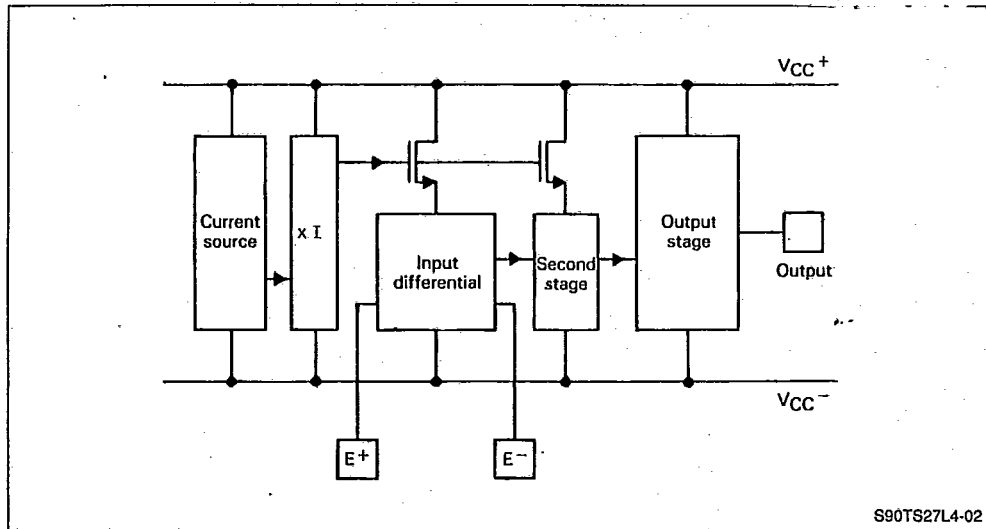 VCC+
Current
source
x I
Input
differential
Second
stage
Output
stage
Output
VCC-
E+
E-
S90TS27L4-02